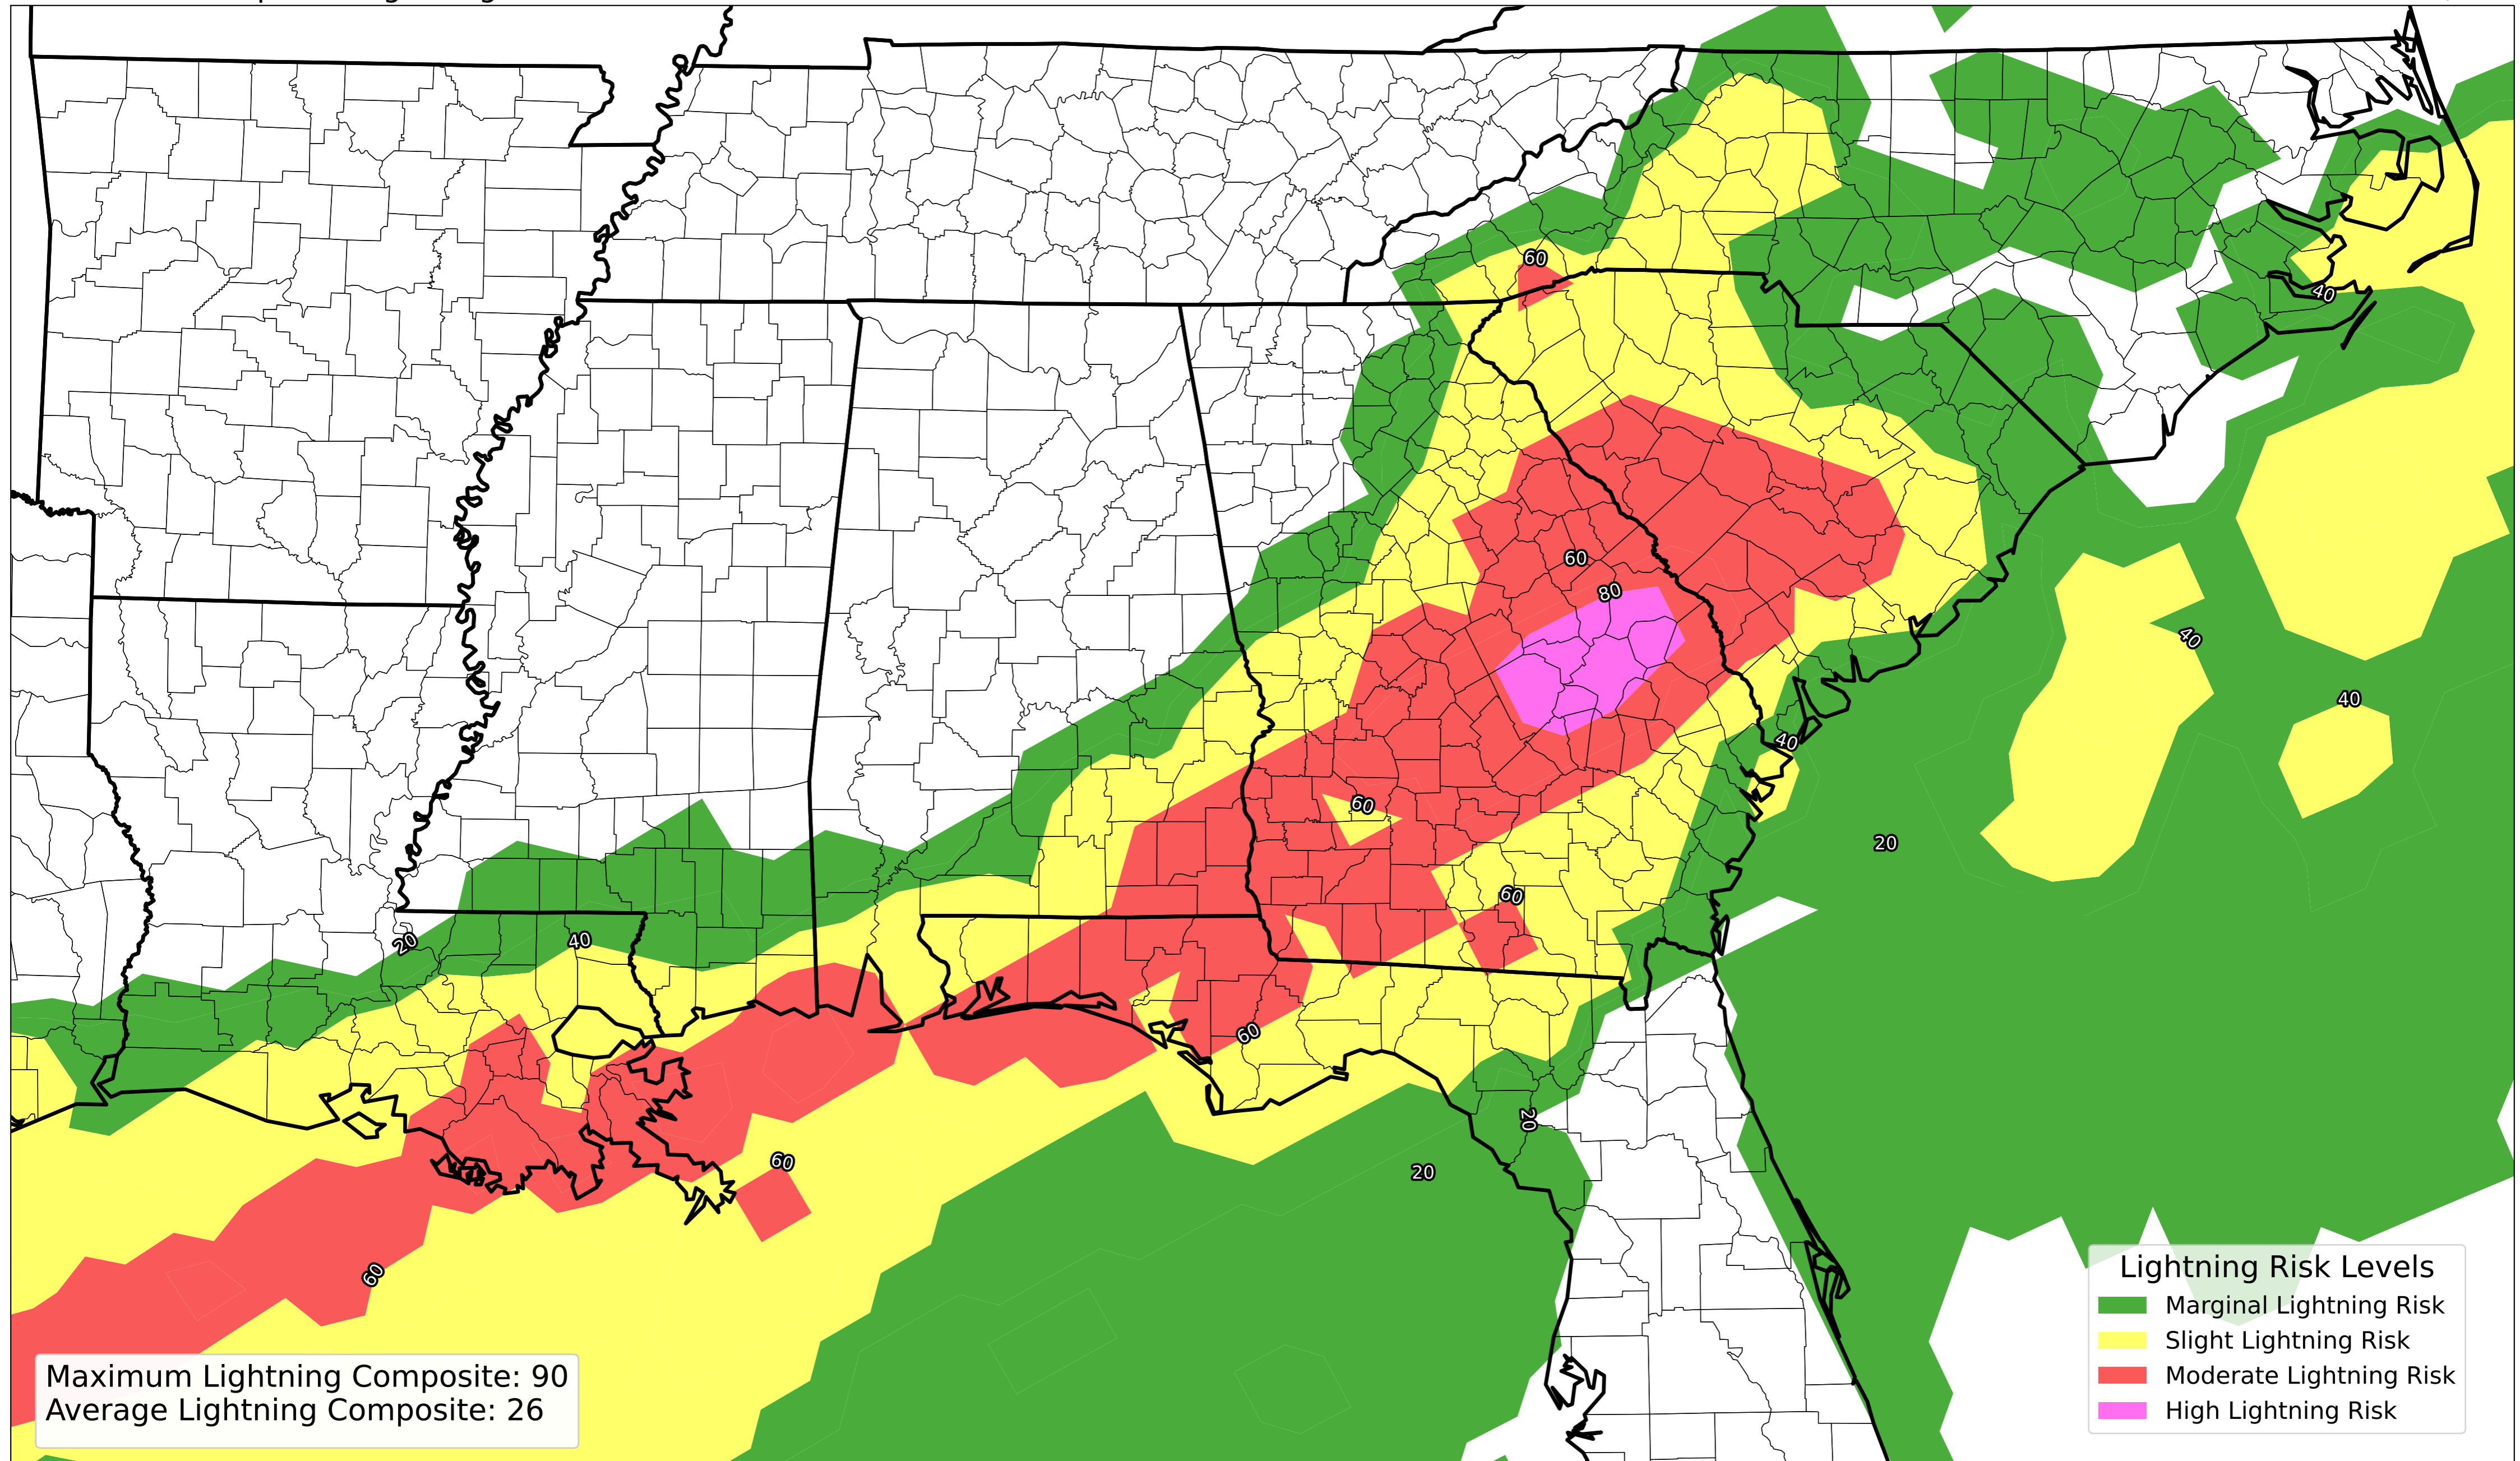 60
40
60
80
40
40
40
60
20
60
20
40
60
20
60
20
60
Lightning Risk Levels
Marginal Lightning Risk
Slight Lightning Risk
Moderate Lightning Risk
High Lightning Risk
Maximum Lightning Composite: 90
Average Lightning Composite: 26